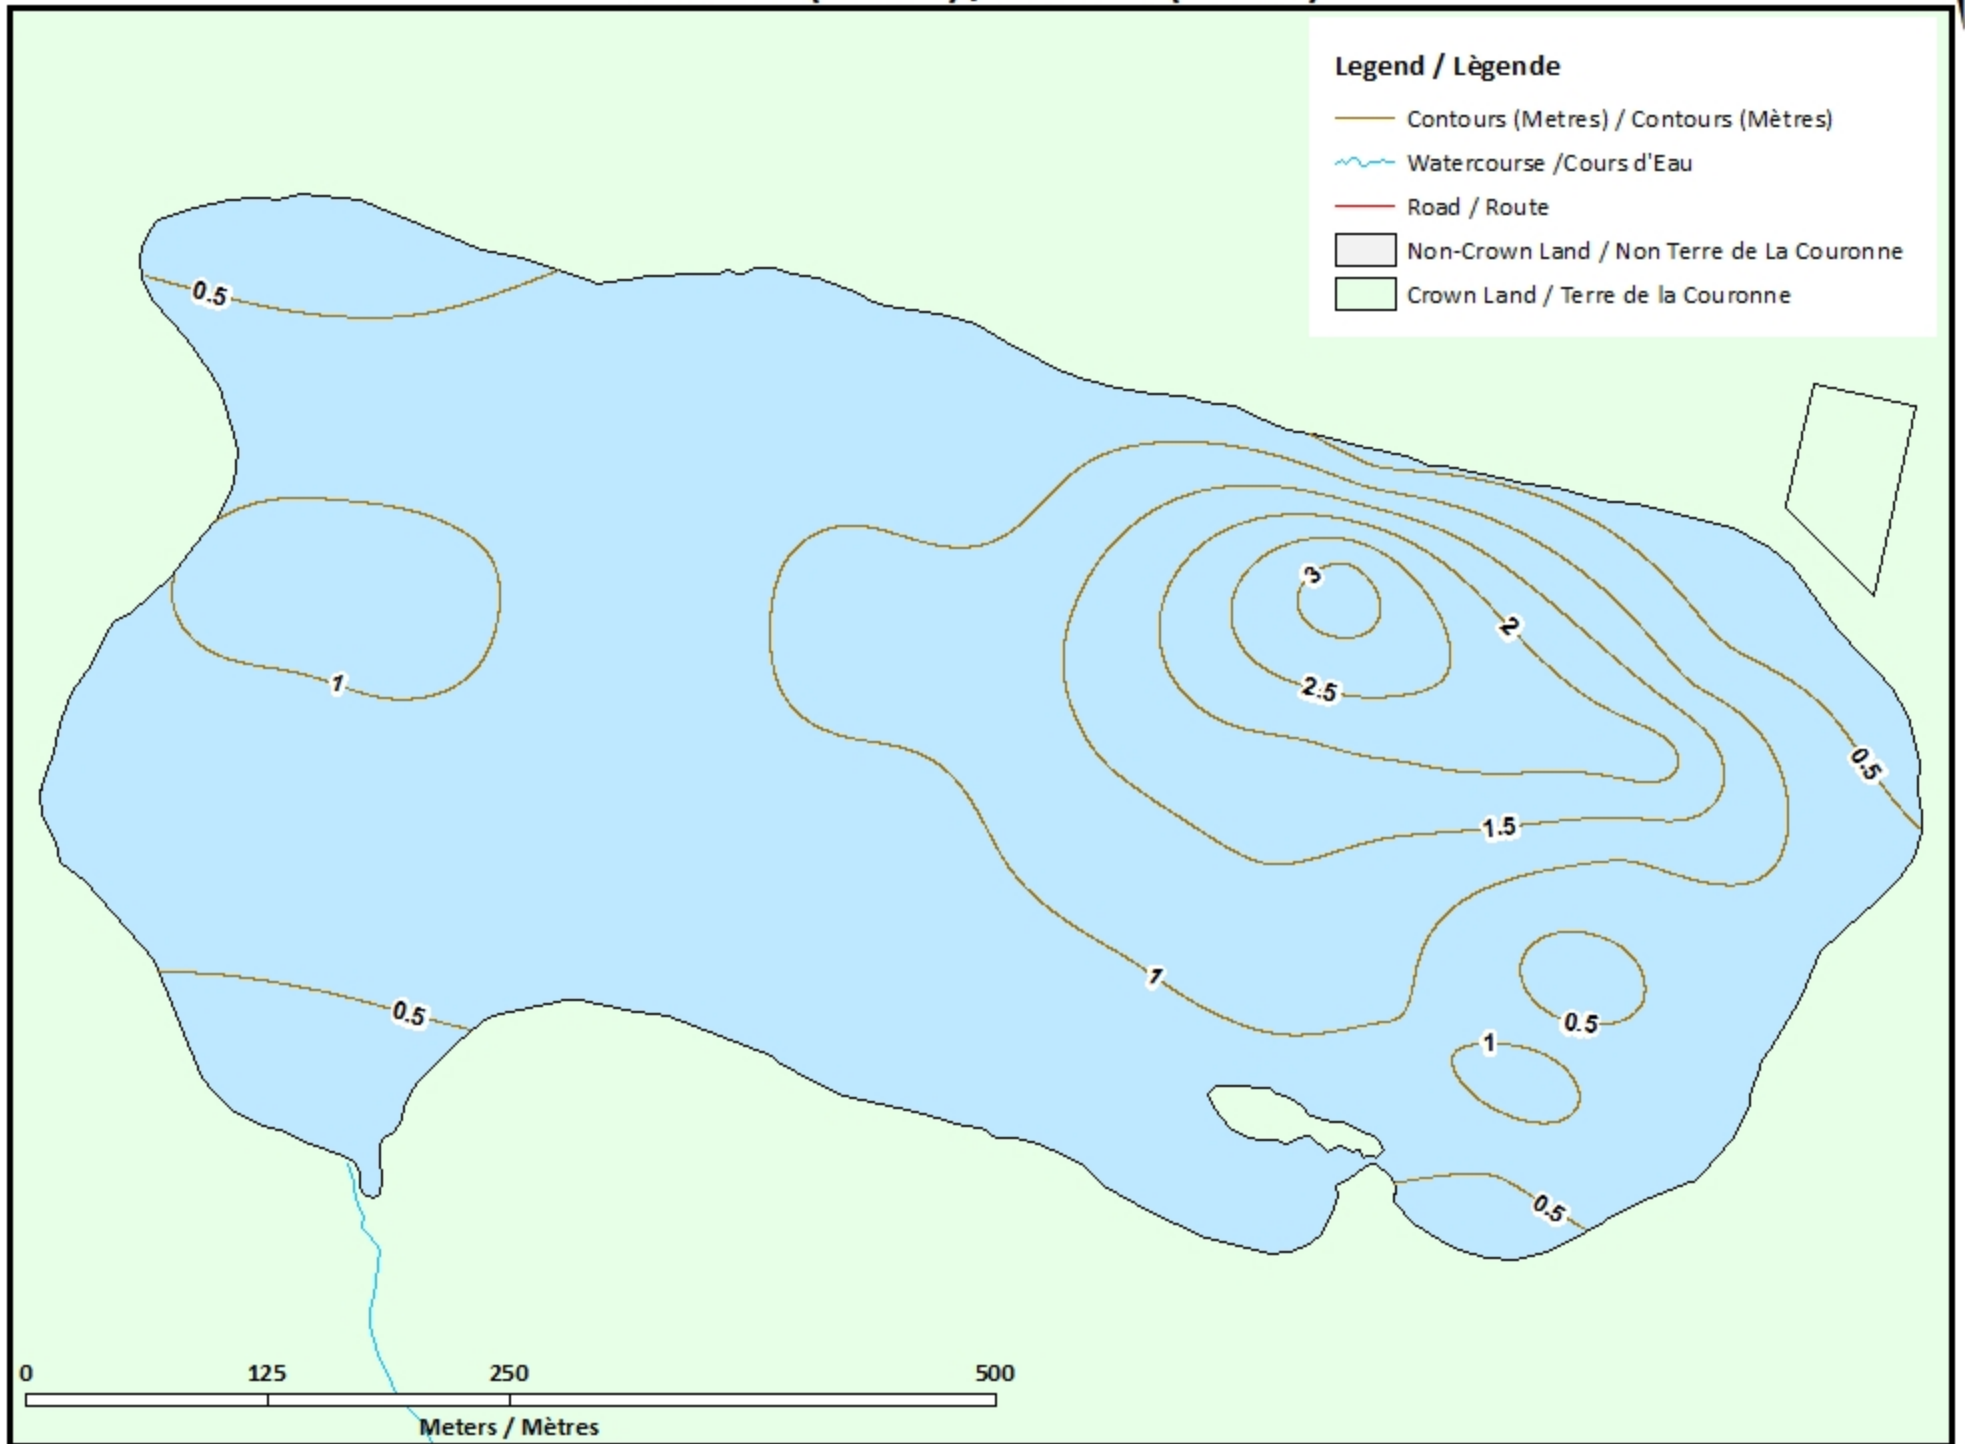 Legend / Lègende
Contours (Metres) / Contours (Mètres)
Watercourse /Cours d'Eau
Road / Route
Non-Crown Land / Non Terre de La Couronne
Crown Land / Terre de la Couronne
0.5
3
2
1
2.5
0.5
1.5
1
0.5
0.5
1
0.5
0 125 250 500
Meters / Mètres